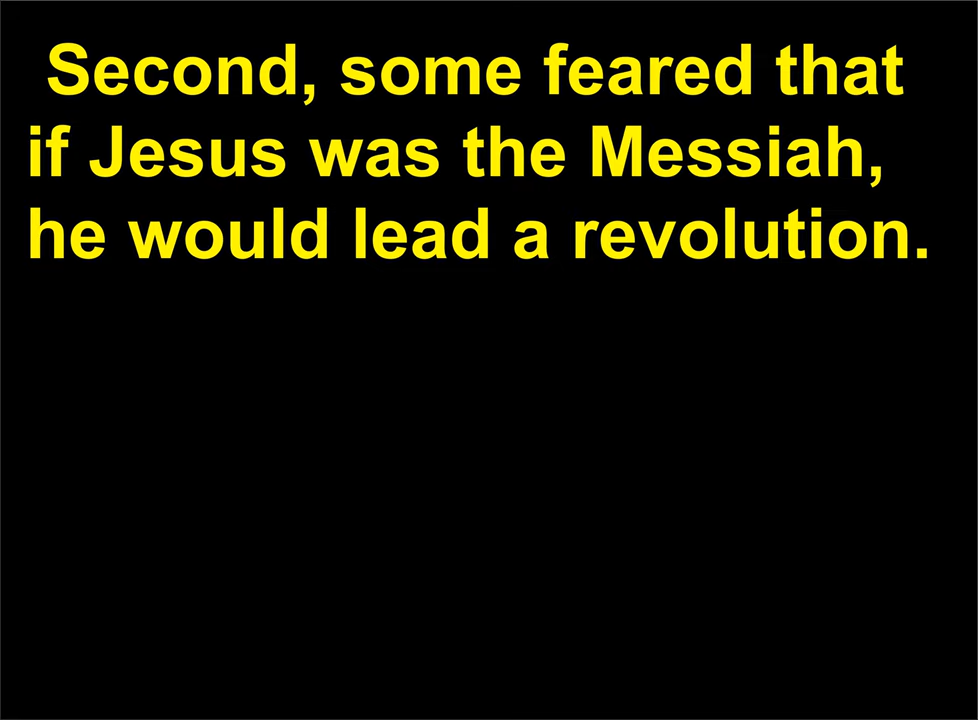 Second, some feared that
if Jesus was the Messiah,
he would lead a revolution.